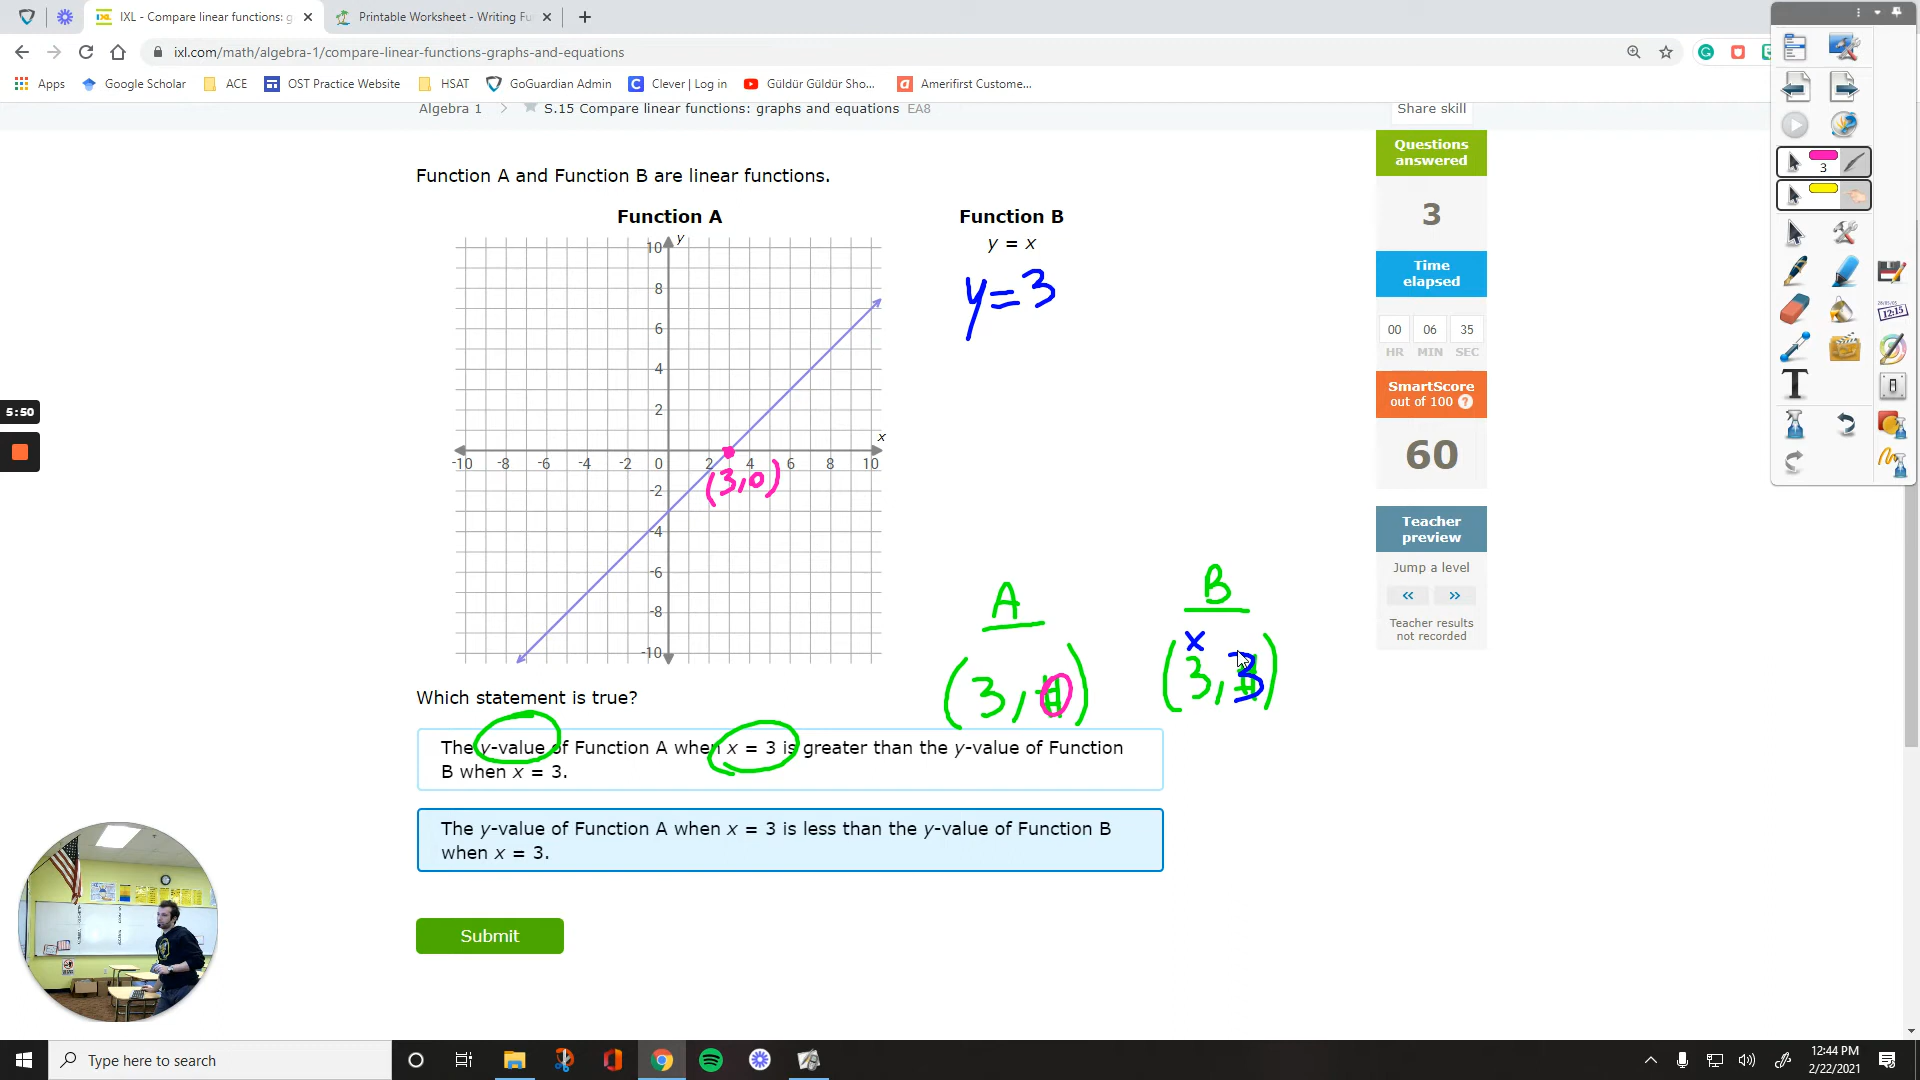 IXL - Compare linear functions: g
Printable Worksheet - Writing Fu
ixl.com/math/algebra-1/compare-linear-functions-graphs-and-equations
Apps Google Scholar ACE OST Practice Website HSAT GoGuardian Admin Clever | Log in Güldür Güldür Sho... Amerifirst Custome...
Algebra 1 > S.15 Compare linear functions: graphs and equations EA8
Share skill
Function A and Function B are linear functions.
Function A
Function B
y = x
y = 3
y
10
8
6
4
2
x
-10 -8 -6 -4 -2 0 2 4 6 8 10
(3,0)
-2
-4
-6
-8
-10
A
(3, 0)
B
x
(3, 3)
Which statement is true?
The y-value of Function A when x = 3 is greater than the y-value of Function
B when x = 3.
The y-value of Function A when x = 3 is less than the y-value of Function B
when x = 3.
Submit
Questions
answered
3
Time
elapsed
00 06 35
HR MIN SEC
SmartScore
out of 100 ?
60
Teacher
preview
Jump a level
<< >>
Teacher results
not recorded
3
12:15
T
5:50
Type here to search
12:44 PM
2/22/2021